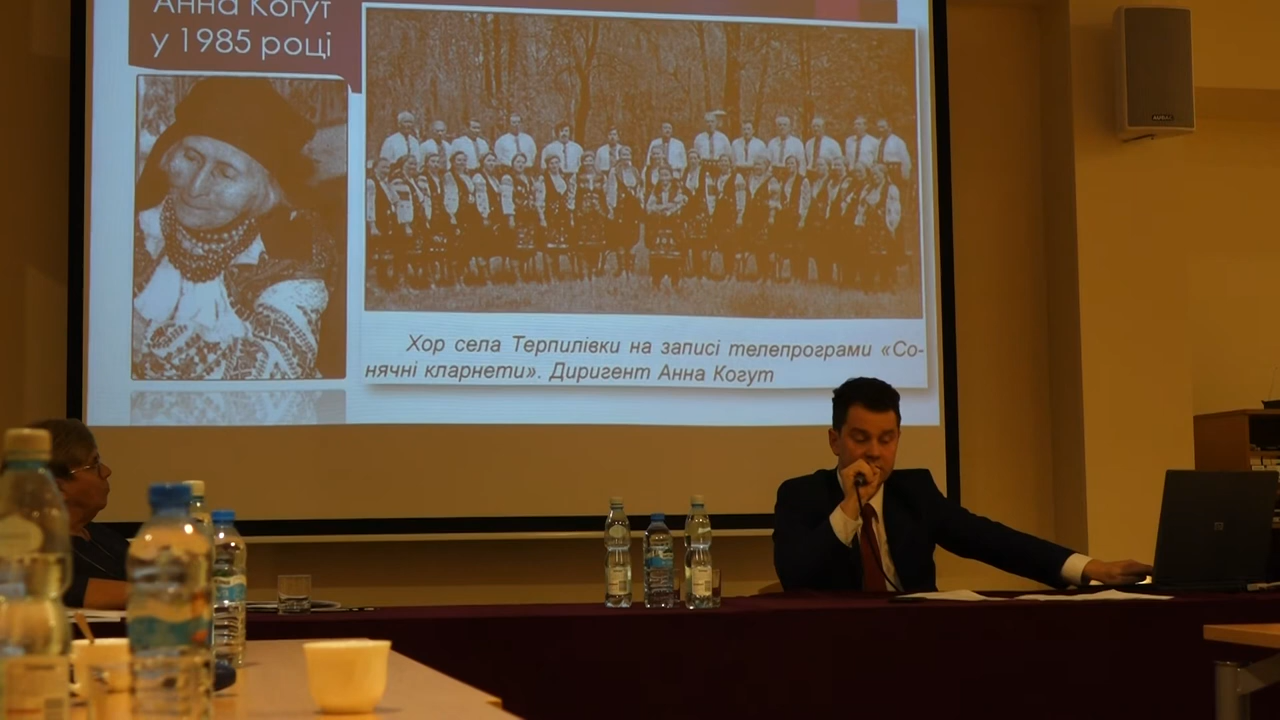 Анна Когут
у 1985 році
Хор села Терпилівки на записі телепрограми «Со-
нячні кларнети». Диригент Анна Когут